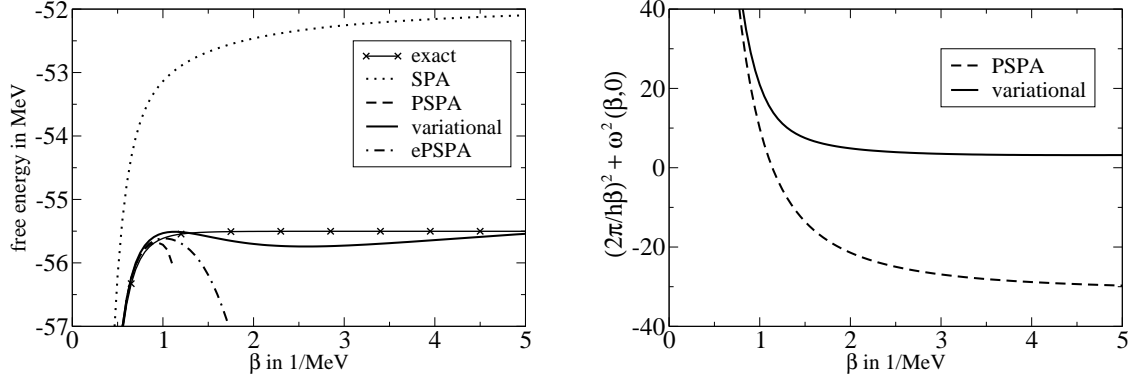 -52
-53
-54
-55
-56
-57
free energy in MeV
0 1 2 3 4 5
β in 1/MeV
exact
SPA
PSPA
variational
ePSPA
40
20
0
-20
-40
(2π/hβ)² + ω² (β,0)
0 1 2 3 4 5
β in 1/MeV
PSPA
variational